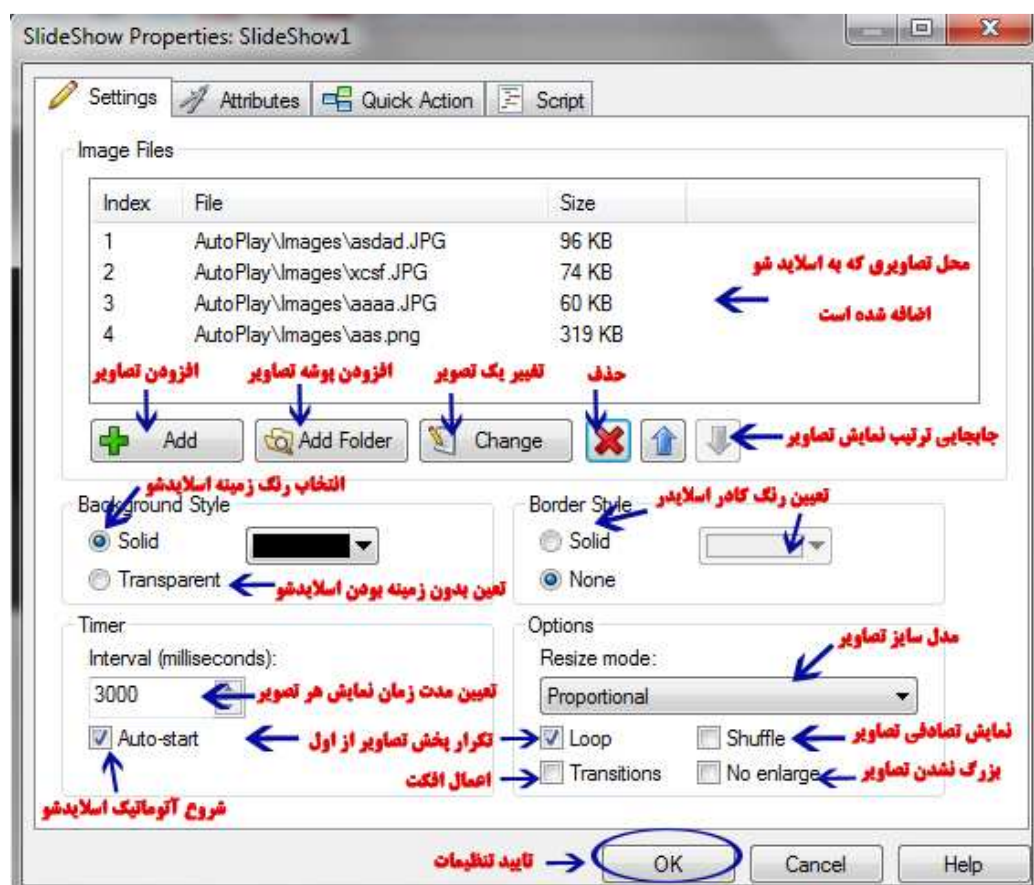 SlideShow Properties: SlideShow1
Settings Attributes Quick Action Script
Image Files
Index File Size
1 AutoPlay\Images\asdad.JPG 96 KB
2 AutoPlay\Images\xcsf.JPG 74 KB
3 AutoPlay\Images\aaaa.JPG 60 KB
4 AutoPlay\Images\aas.png 319 KB
محل تصاویری که به اسلاید شو
اضافه شده است
افزودن تصاویر
افزودن پوشه تصاویر
تغییر یک تصویر
حذف
Add Add Folder Change
جابجایی ترتیب نمایش تصاویر
انتخاب رنگ زمینه اسلایدشو
Background Style
Solid
Transparent
تعین بدون زمینه بودن اسلایدشو
Border Style
تعیین رنگ کادر اسلایدر
Solid
None
Timer
Interval (milliseconds):
3000
تعیین مدت زمان نمایش هر تصویر
Auto-start
تکرار پخش تصاویر از اول
شروع آتوماتیک اسلایدشو
Options
مدل سایز تصاویر
Resize mode:
Proportional
Loop Shuffle
نمایش تصادفی تصاویر
اعمال افکت
Transitions No enlarge
بزرگ نشدن تصاویر
تایید تنظیمات
OK Cancel Help